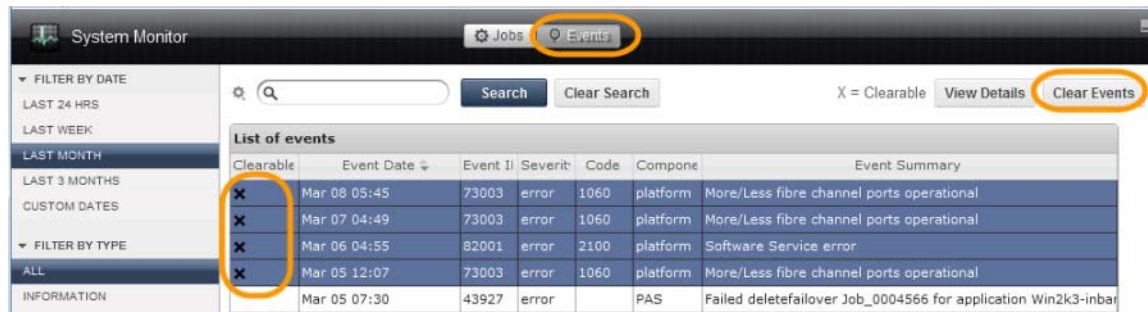 System Monitor
Jobs Events
FILTER BY DATE
LAST 24 HRS
LAST WEEK
LAST MONTH
LAST 3 MONTHS
CUSTOM DATES
FILTER BY TYPE
ALL
INFORMATION
Search Clear Search X = Clearable View Details Clear Events
List of events
Clearable Event Date Event I Severit Code Compone Event Summary
X Mar 08 05:45 73003 error 1060 platform More/Less fibre channel ports operational
X Mar 07 04:49 73003 error 1060 platform More/Less fibre channel ports operational
X Mar 06 04:55 82001 error 2100 platform Software Service error
X Mar 05 12:07 73003 error 1060 platform More/Less fibre channel ports operational
Mar 05 07:30 43927 error PAS Failed deletefailover Job_0004566 for application Win2k3-inbar